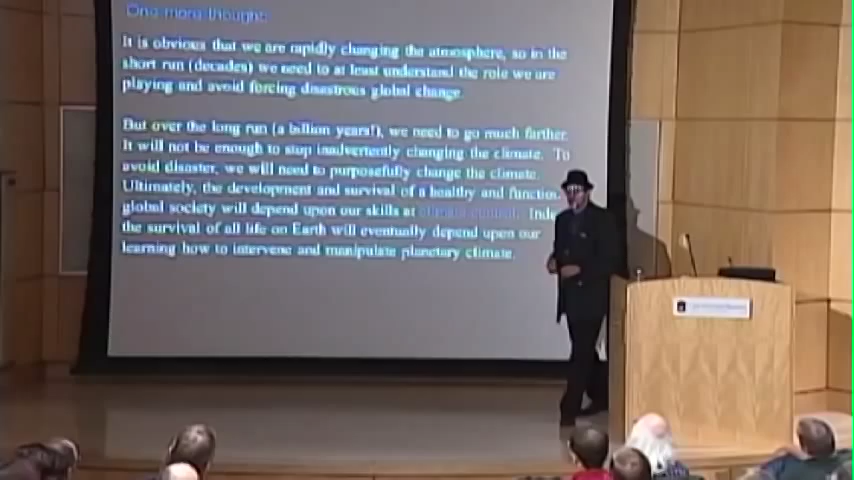 One more thought:
It is obvious that we are rapidly changing the atmosphere, so in the
short run (decades) we need to at least understand the role we are
playing and avoid forcing disastrous global change.
But over the long run (a billion years!), we need to go much farther.
It will not be enough to stop inadvertently changing the climate. To
avoid disaster, we will need to purposefully change the climate.
Ultimately, the development and survival of a healthy and function
global society will depend upon our skills at climate control. Inde
the survival of all life on Earth will eventually depend upon our
learning how to intervene and manipulate planetary climate.